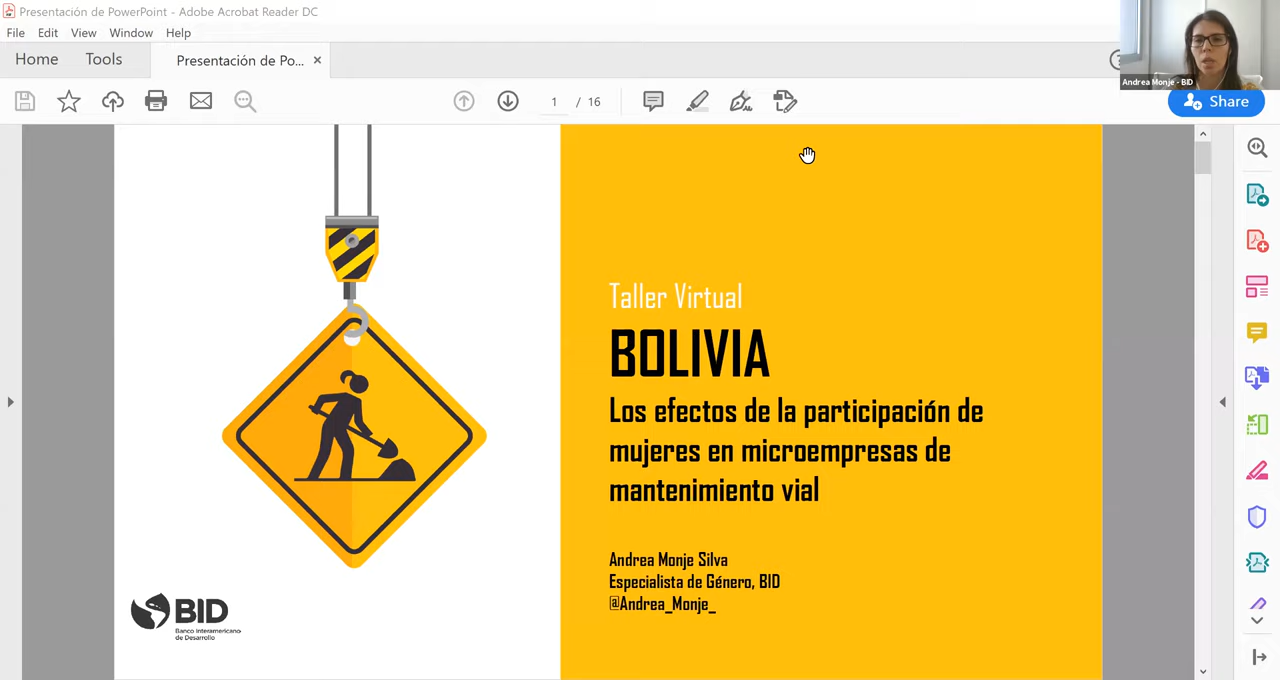 Presentación de PowerPoint - Adobe Acrobat Reader DC
File Edit View Window Help
Home Tools Presentación de Po... ×
Andrea Monje - BID
1 / 16
Share
Taller Virtual
BOLIVIA
Los efectos de la participación de
mujeres en microempresas de
mantenimiento vial
Andrea Monje Silva
Especialista de Género, BID
@Andrea_Monje_
BID
Banco Interamericano
de Desarrollo